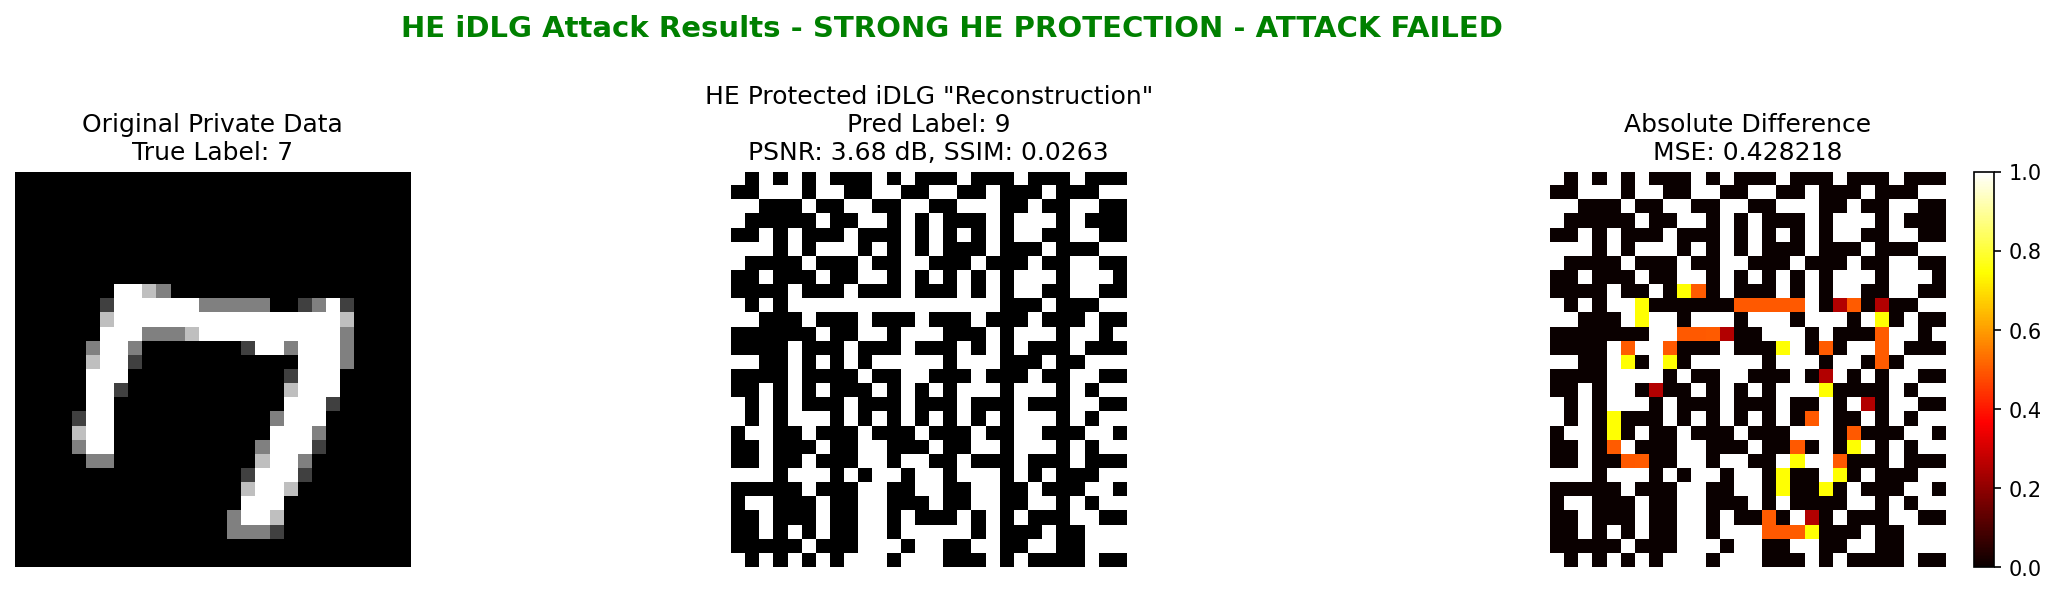 HE iDLG Attack Results - STRONG HE PROTECTION - ATTACK FAILED
Original Private Data
True Label: 7
HE Protected iDLG "Reconstruction"
Pred Label: 9
PSNR: 3.68 dB, SSIM: 0.0263
Absolute Difference
MSE: 0.428218
1.0
0.8
0.6
0.4
0.2
0.0